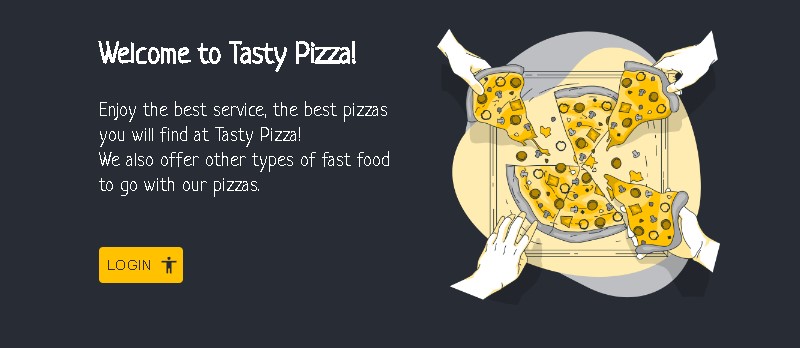 Welcome to Tasty Pizza!
Enjoy the best service, the best pizzas
you will find at Tasty Pizza!
We also offer other types of fast food
to go with our pizzas.
LOGIN